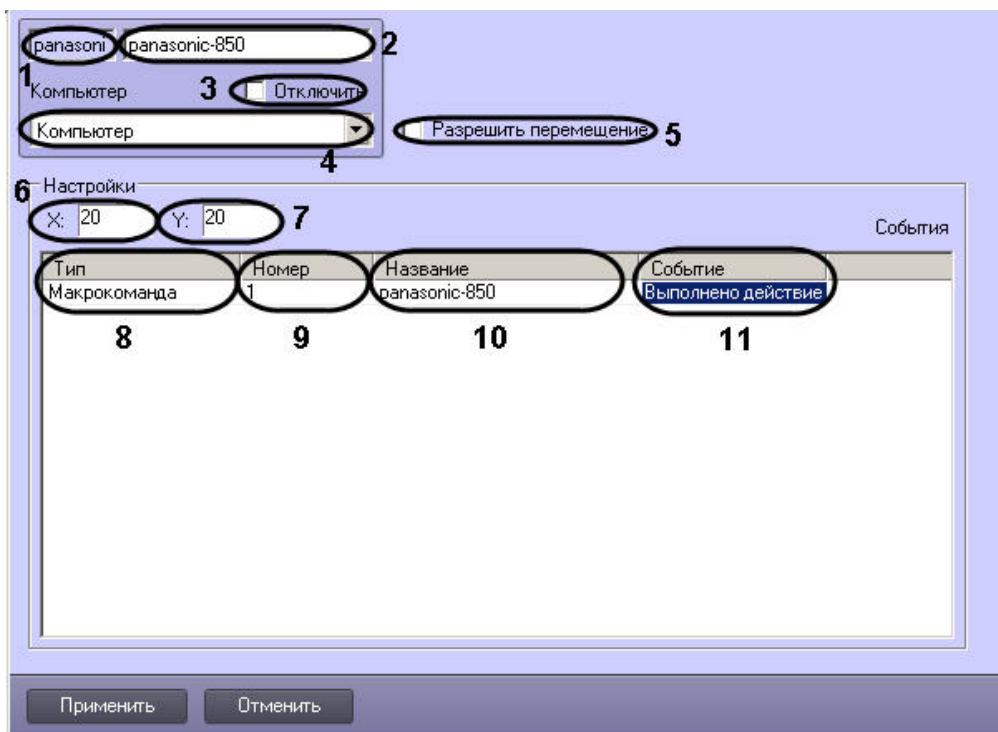 panasoni panasonic-850 2
1 Компьютер 3 Отключить
Компьютер Разрешить перемещение 5
4
6 Настройки
X: 20 Y: 20 7
События
Тип Номер Название Событие
Макрокоманда 1 panasonic-850 Выполнено действие
8 9 10 11
Применить Отменить